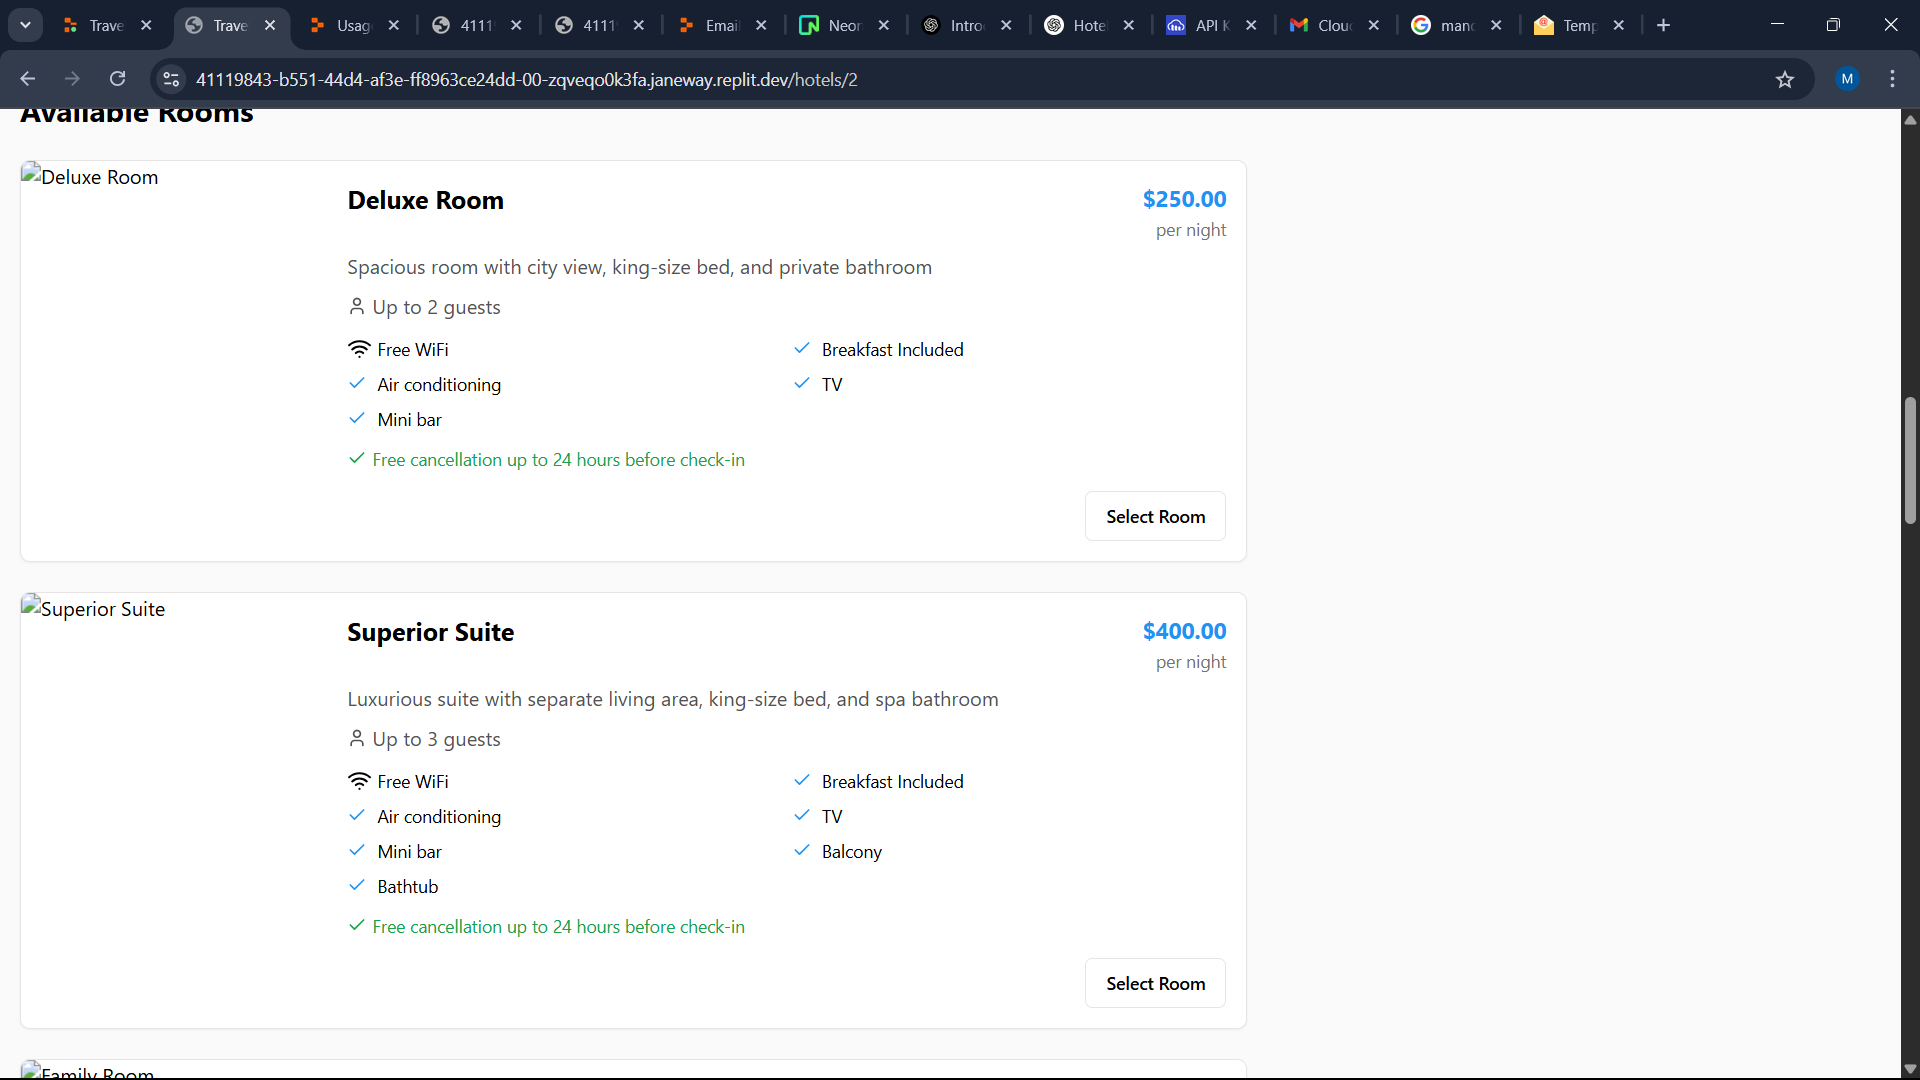 Trave
Trave
Usag
4111
4111
Email
Neon
Intro
Hotel
API K
Clou
mano
Temp
41119843-b551-44d4-af3e-ff8963ce24dd-00-zqveqo0k3fa.janeway.replit.dev/hotels/2
M
Available Rooms
Deluxe Room
Deluxe Room
$250.00
per night
Spacious room with city view, king-size bed, and private bathroom
Up to 2 guests
Free WiFi
Breakfast Included
Air conditioning
TV
Mini bar
Free cancellation up to 24 hours before check-in
Select Room
Superior Suite
Superior Suite
$400.00
per night
Luxurious suite with separate living area, king-size bed, and spa bathroom
Up to 3 guests
Free WiFi
Breakfast Included
Air conditioning
TV
Mini bar
Balcony
Bathtub
Free cancellation up to 24 hours before check-in
Select Room
Family Room